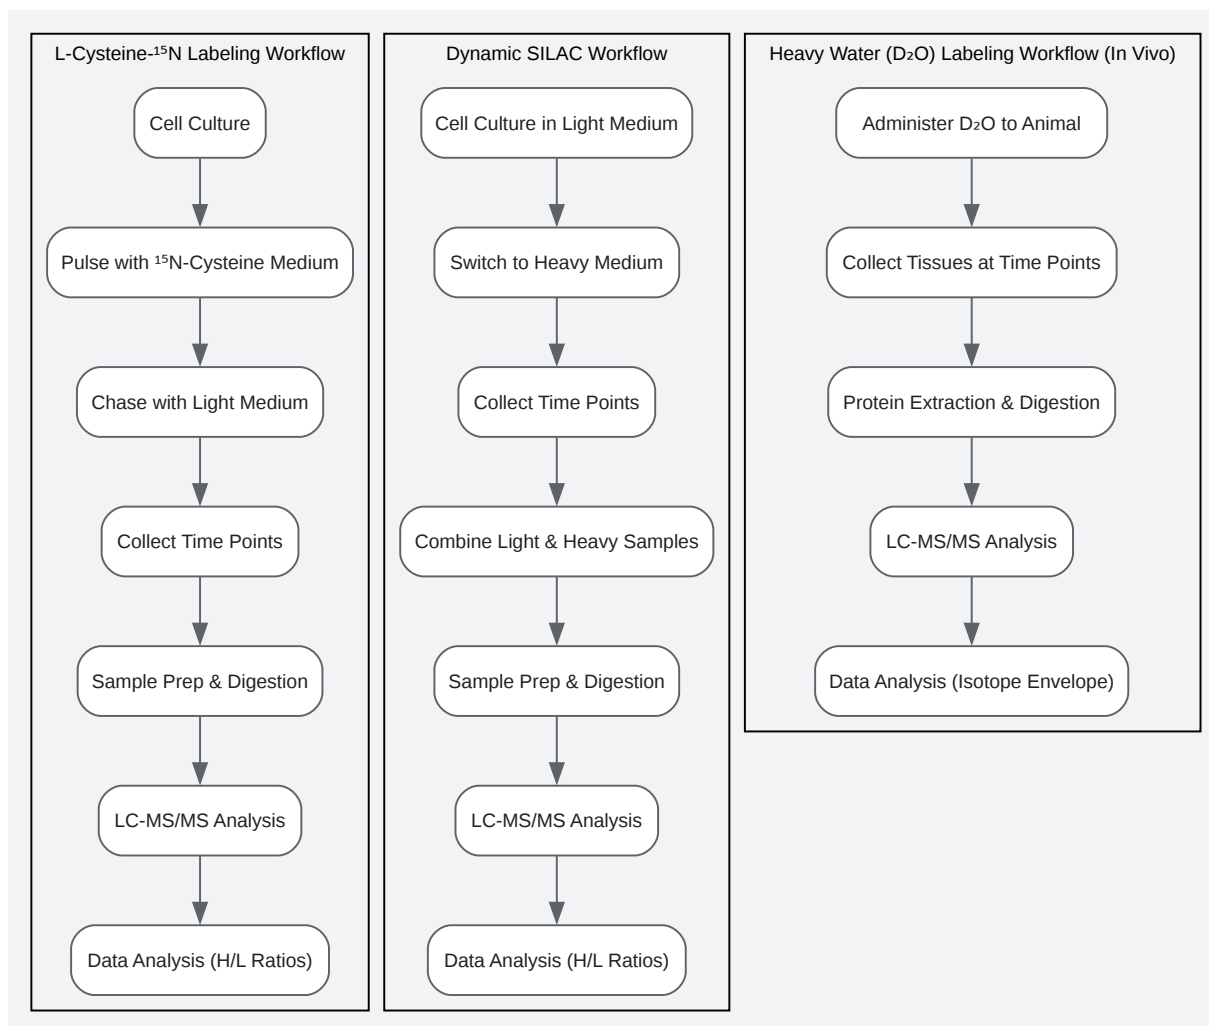 L-Cysteine-¹⁵N Labeling Workflow
Cell Culture
Pulse with ¹⁵N-Cysteine Medium
Chase with Light Medium
Collect Time Points
Sample Prep & Digestion
LC-MS/MS Analysis
Data Analysis (H/L Ratios)
Dynamic SILAC Workflow
Cell Culture in Light Medium
Switch to Heavy Medium
Collect Time Points
Combine Light & Heavy Samples
Sample Prep & Digestion
LC-MS/MS Analysis
Data Analysis (H/L Ratios)
Heavy Water (D₂O) Labeling Workflow (In Vivo)
Administer D₂O to Animal
Collect Tissues at Time Points
Protein Extraction & Digestion
LC-MS/MS Analysis
Data Analysis (Isotope Envelope)